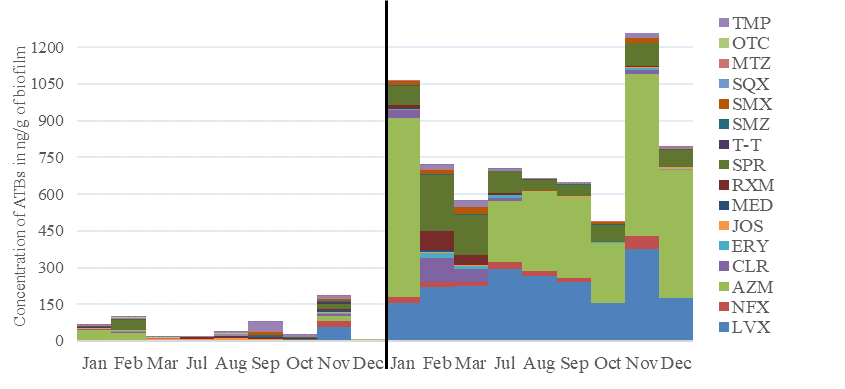 Concentration of ATBs in ng/g of biofilm
1200
1050
900
750
600
450
300
150
0
Jan Feb Mar Jul Aug Sep Oct Nov Dec Jan Feb Mar Jul Aug Sep Oct Nov Dec
TMP
OTC
MTZ
SQX
SMX
SMZ
T-T
SPR
RXM
MED
JOS
ERY
CLR
AZM
NFX
LVX